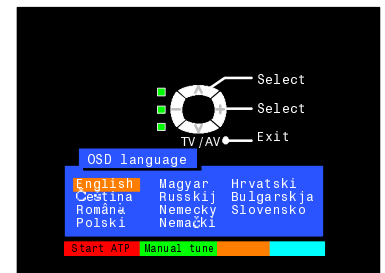 Select
Select
TV/AV
Exit
OSD language
English Magyar Hrvatski
Čeština Russkij Bulgarskja
Română Nemecky Slovensko
Polski Nemački
Start ATP Manual tune